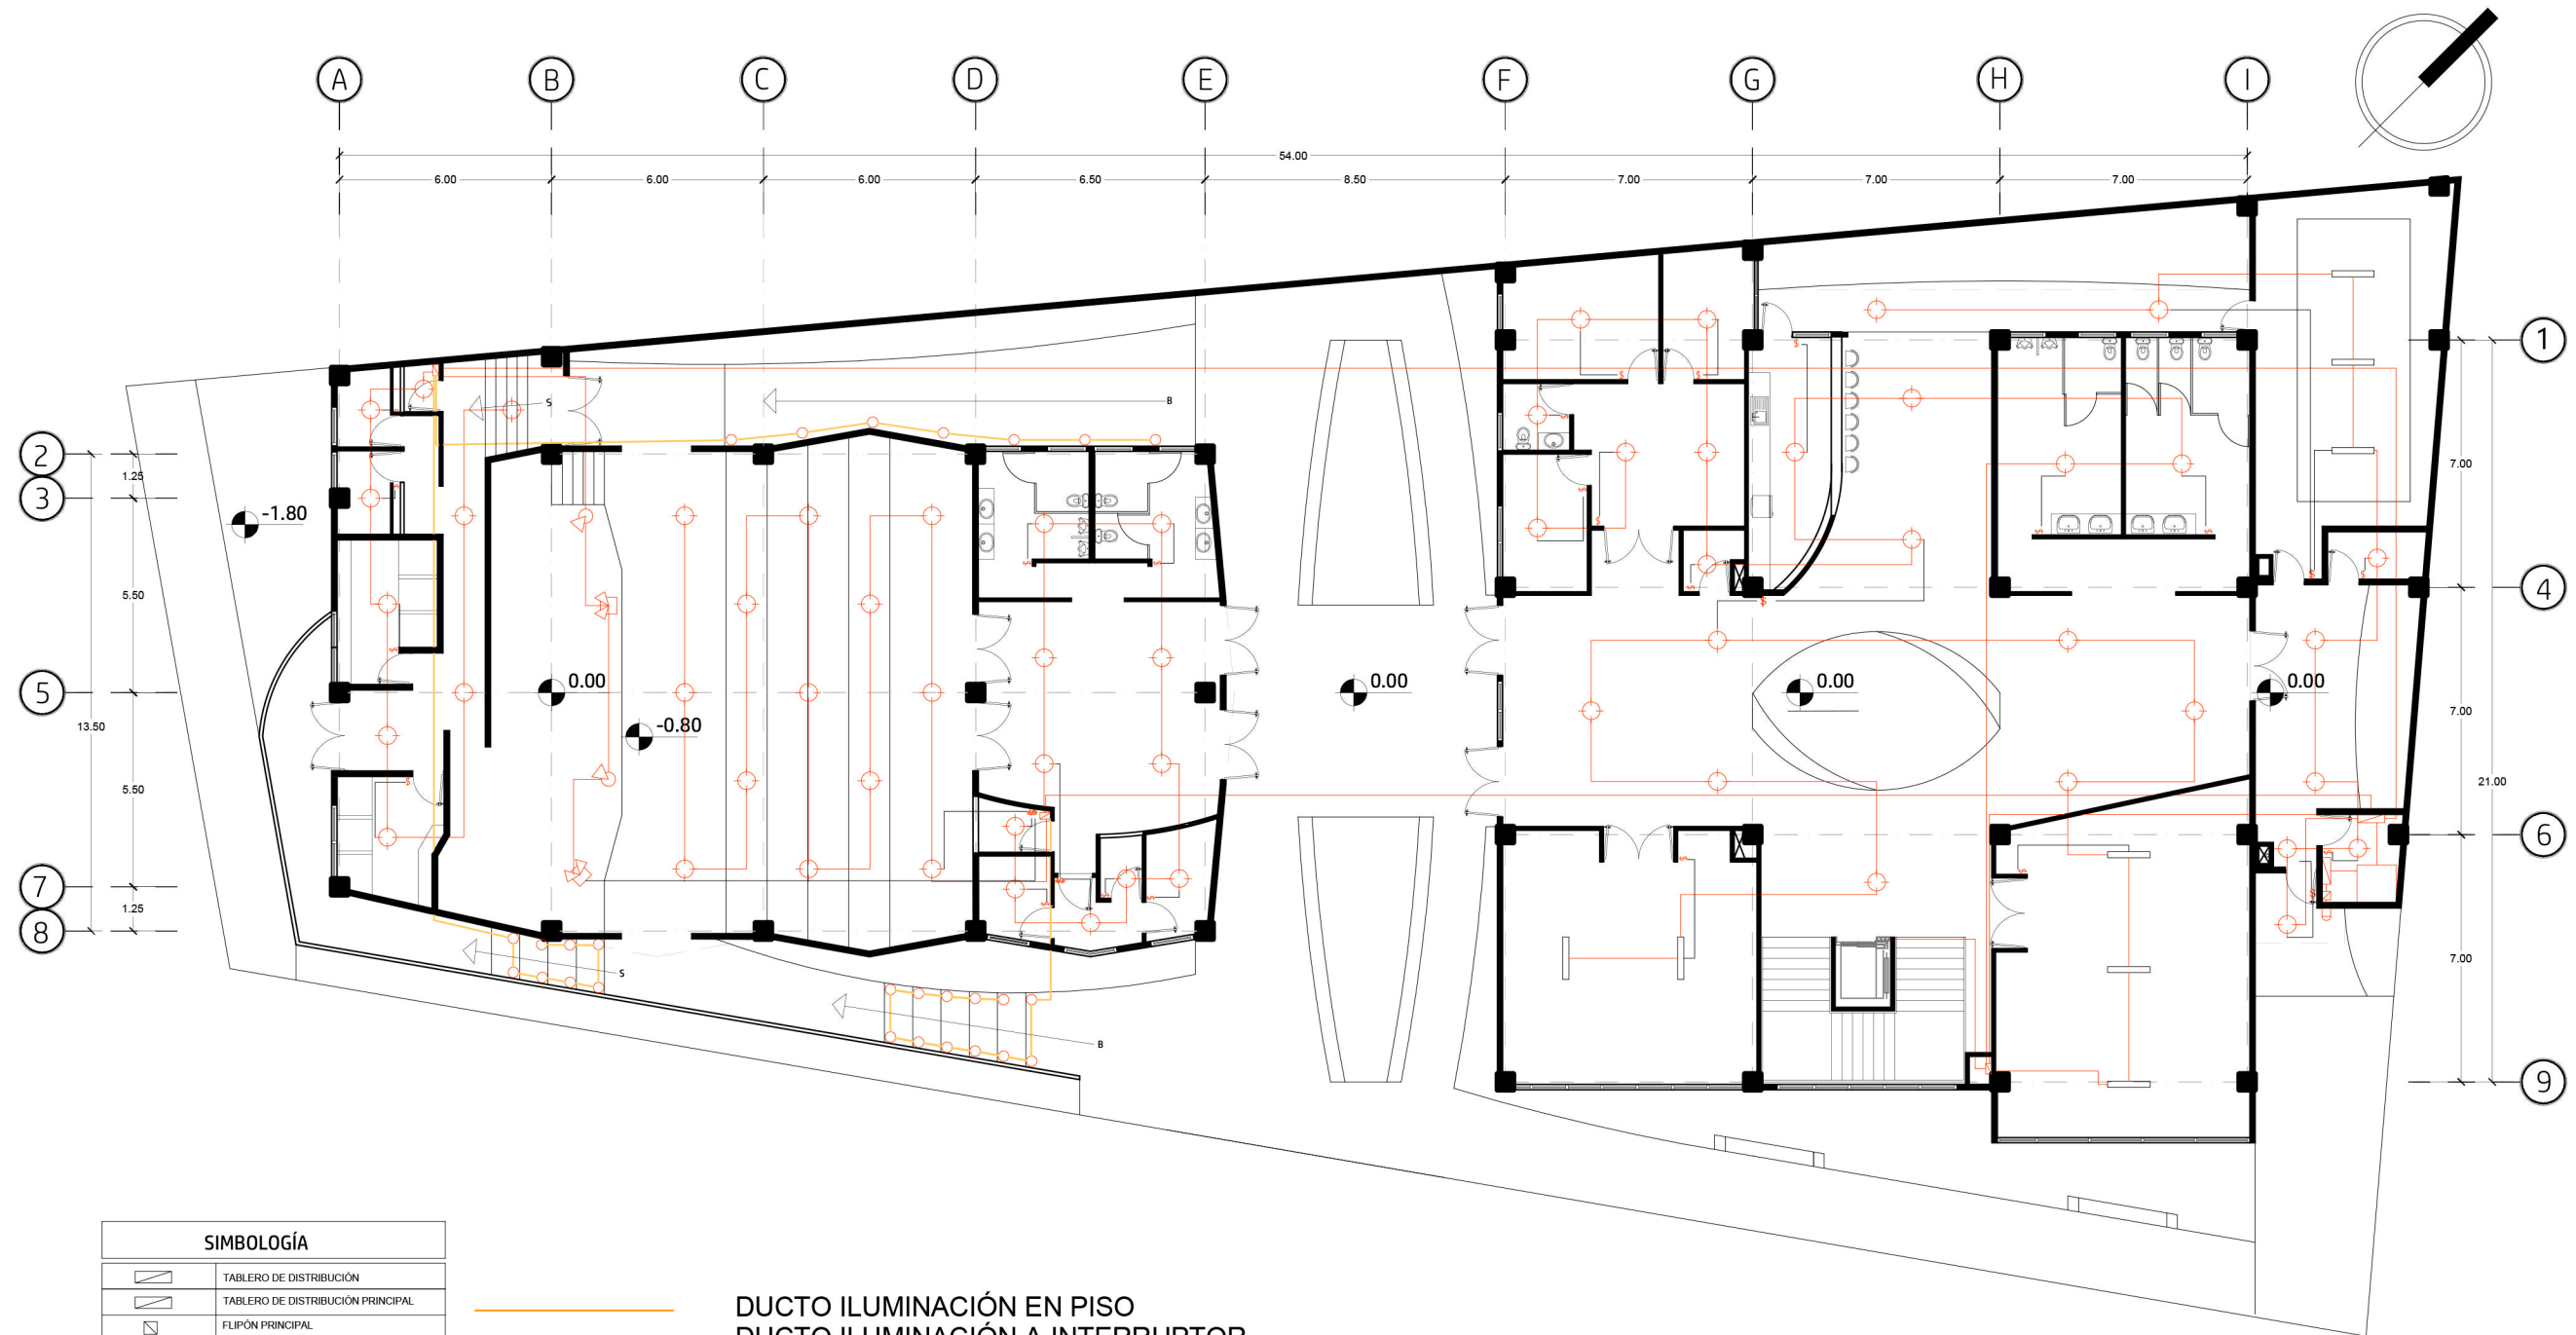 A B C D E F G H I
54.00
6.00 6.00 6.00 6.50 8.50 7.00 7.00 7.00
1
S B
2
3
1.25
7.00
-1.80
5.50
4
5
0.00 0.00 0.00 0.00
-0.80
13.50
7.00
5.50
21.00
6
7
1.25
8
S
7.00
B
9
SIMBOLOGÍA
TABLERO DE DISTRIBUCIÓN
TABLERO DE DISTRIBUCIÓN PRINCIPAL
FLIPÓN PRINCIPAL
DUCTO ILUMINACIÓN EN PISO
DUCTO ILUMINACIÓN A INTERRUPTOR